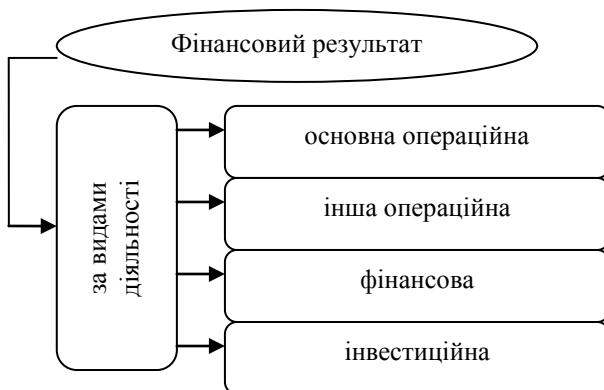 Фінансовий результат
за видами
діяльності
основна операційна
інша операційна
фінансова
інвестиційна